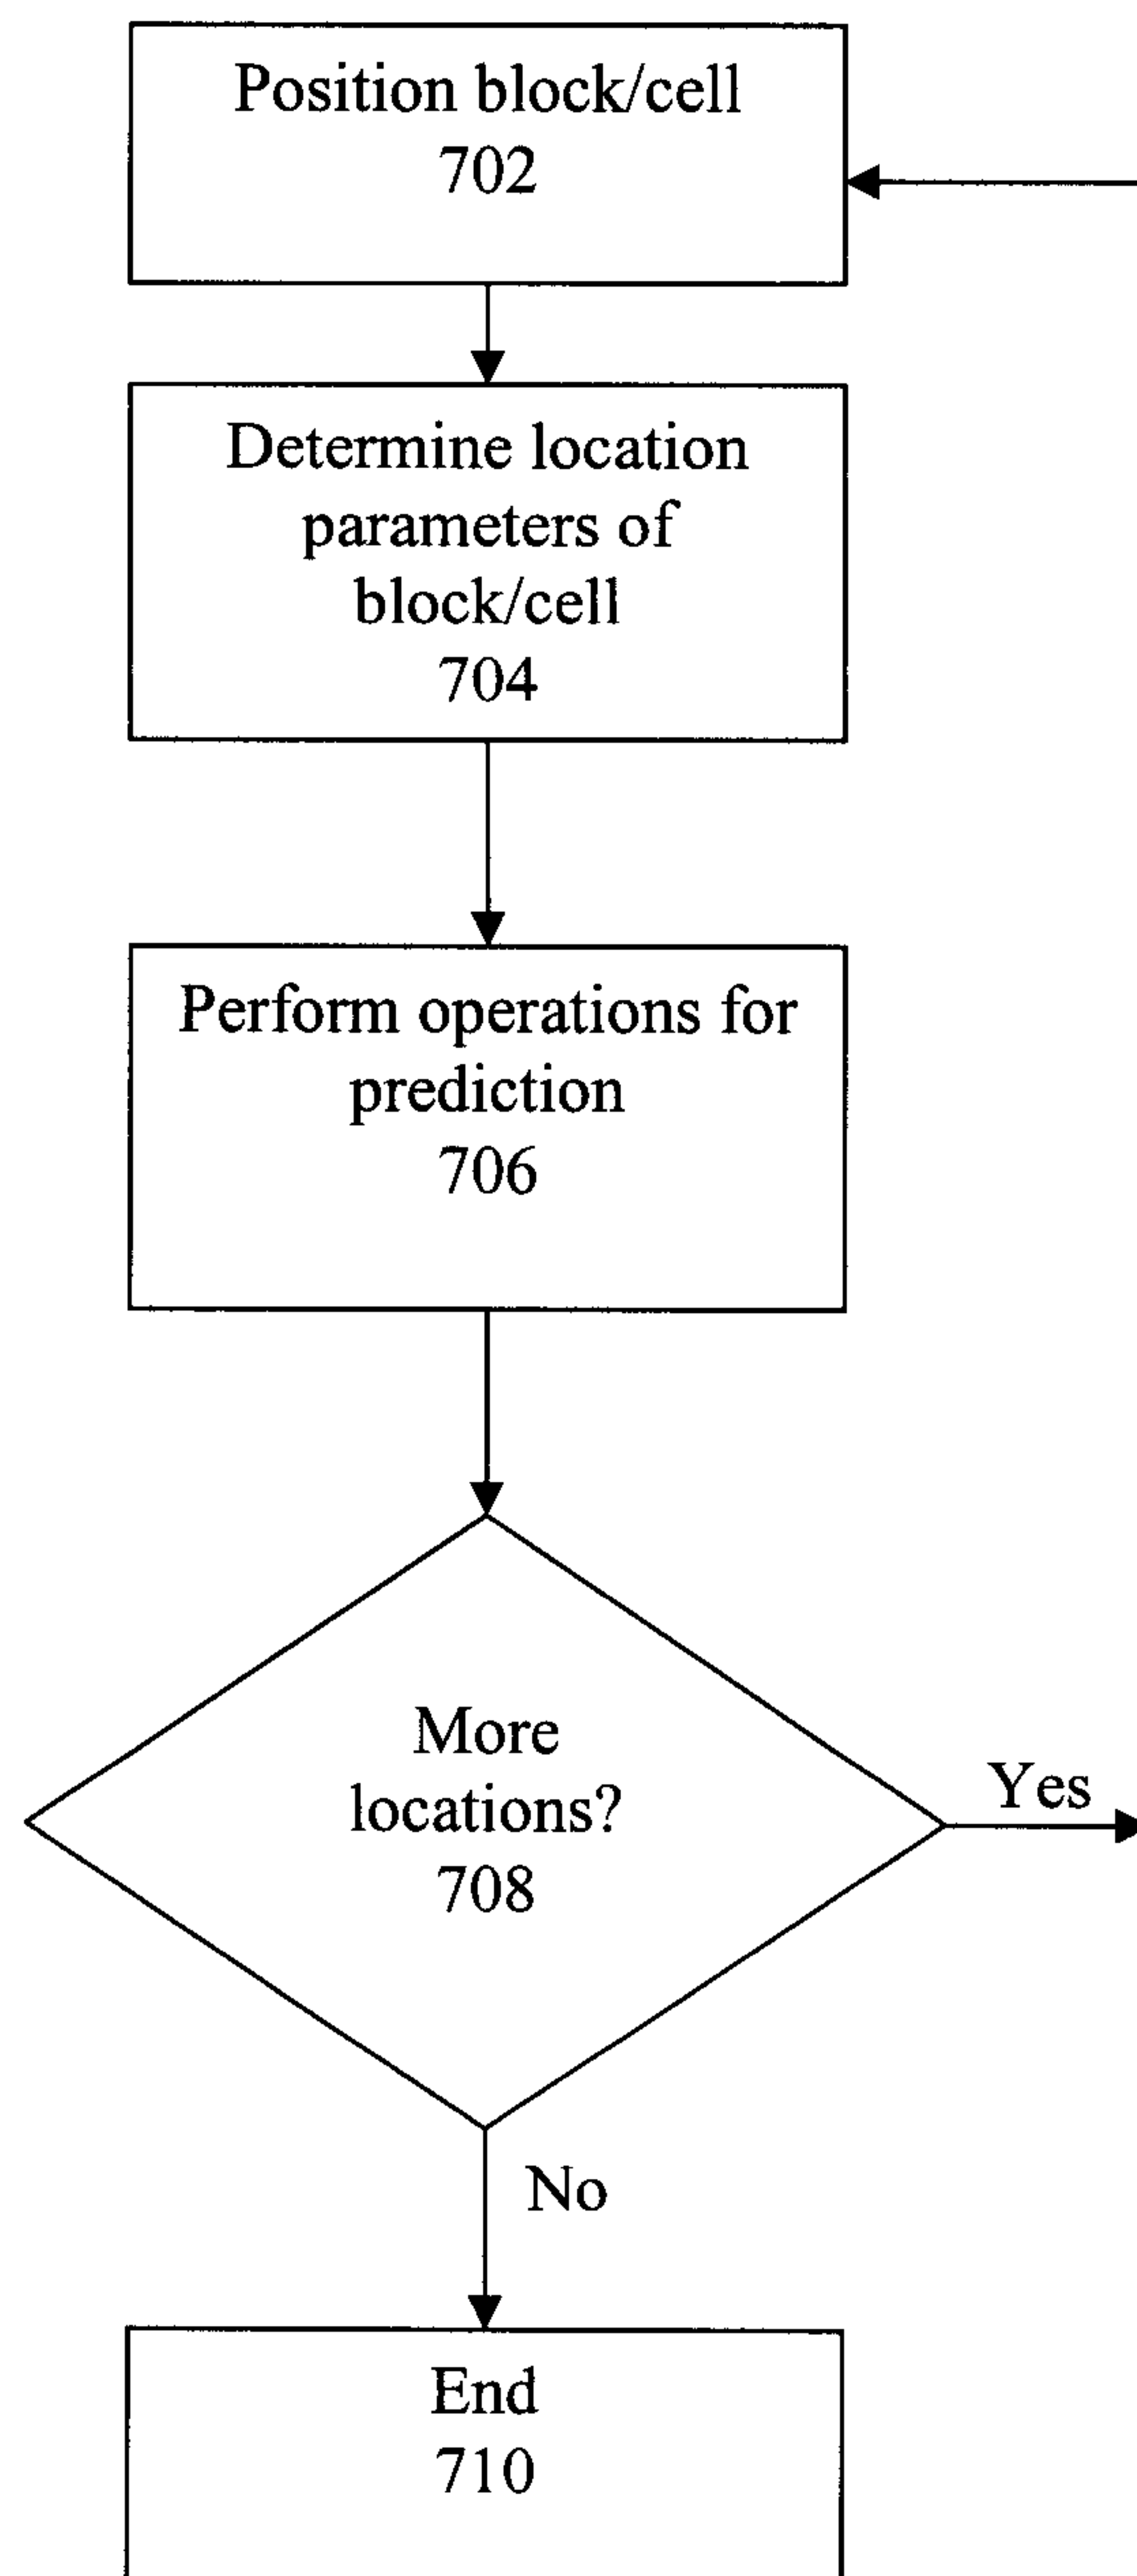 Position block/cell
702
Determine location
parameters of
block/cell
704
Perform operations for
prediction
706
More
locations?
708
Yes
No
End
710